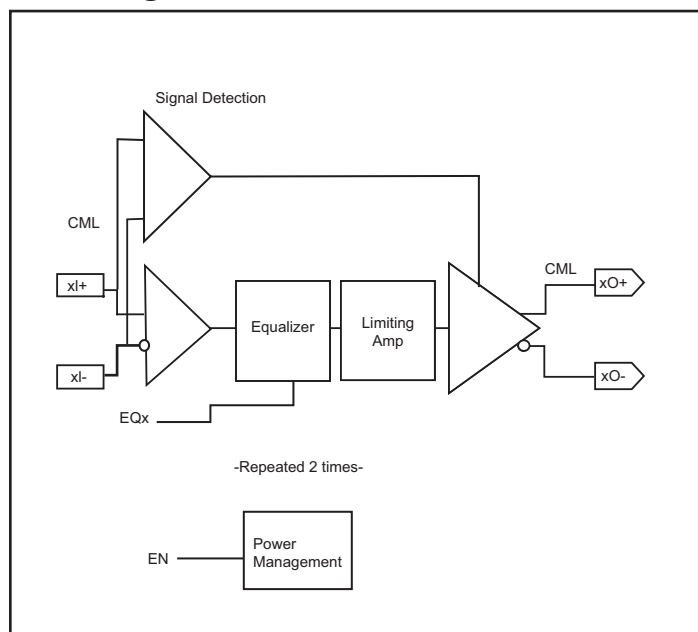 Signal Detection
CML
xI+
xI-
Equalizer
Limiting
Amp
CML
xO+
xO-
EQx
-Repeated 2 times-
EN
Power
Management